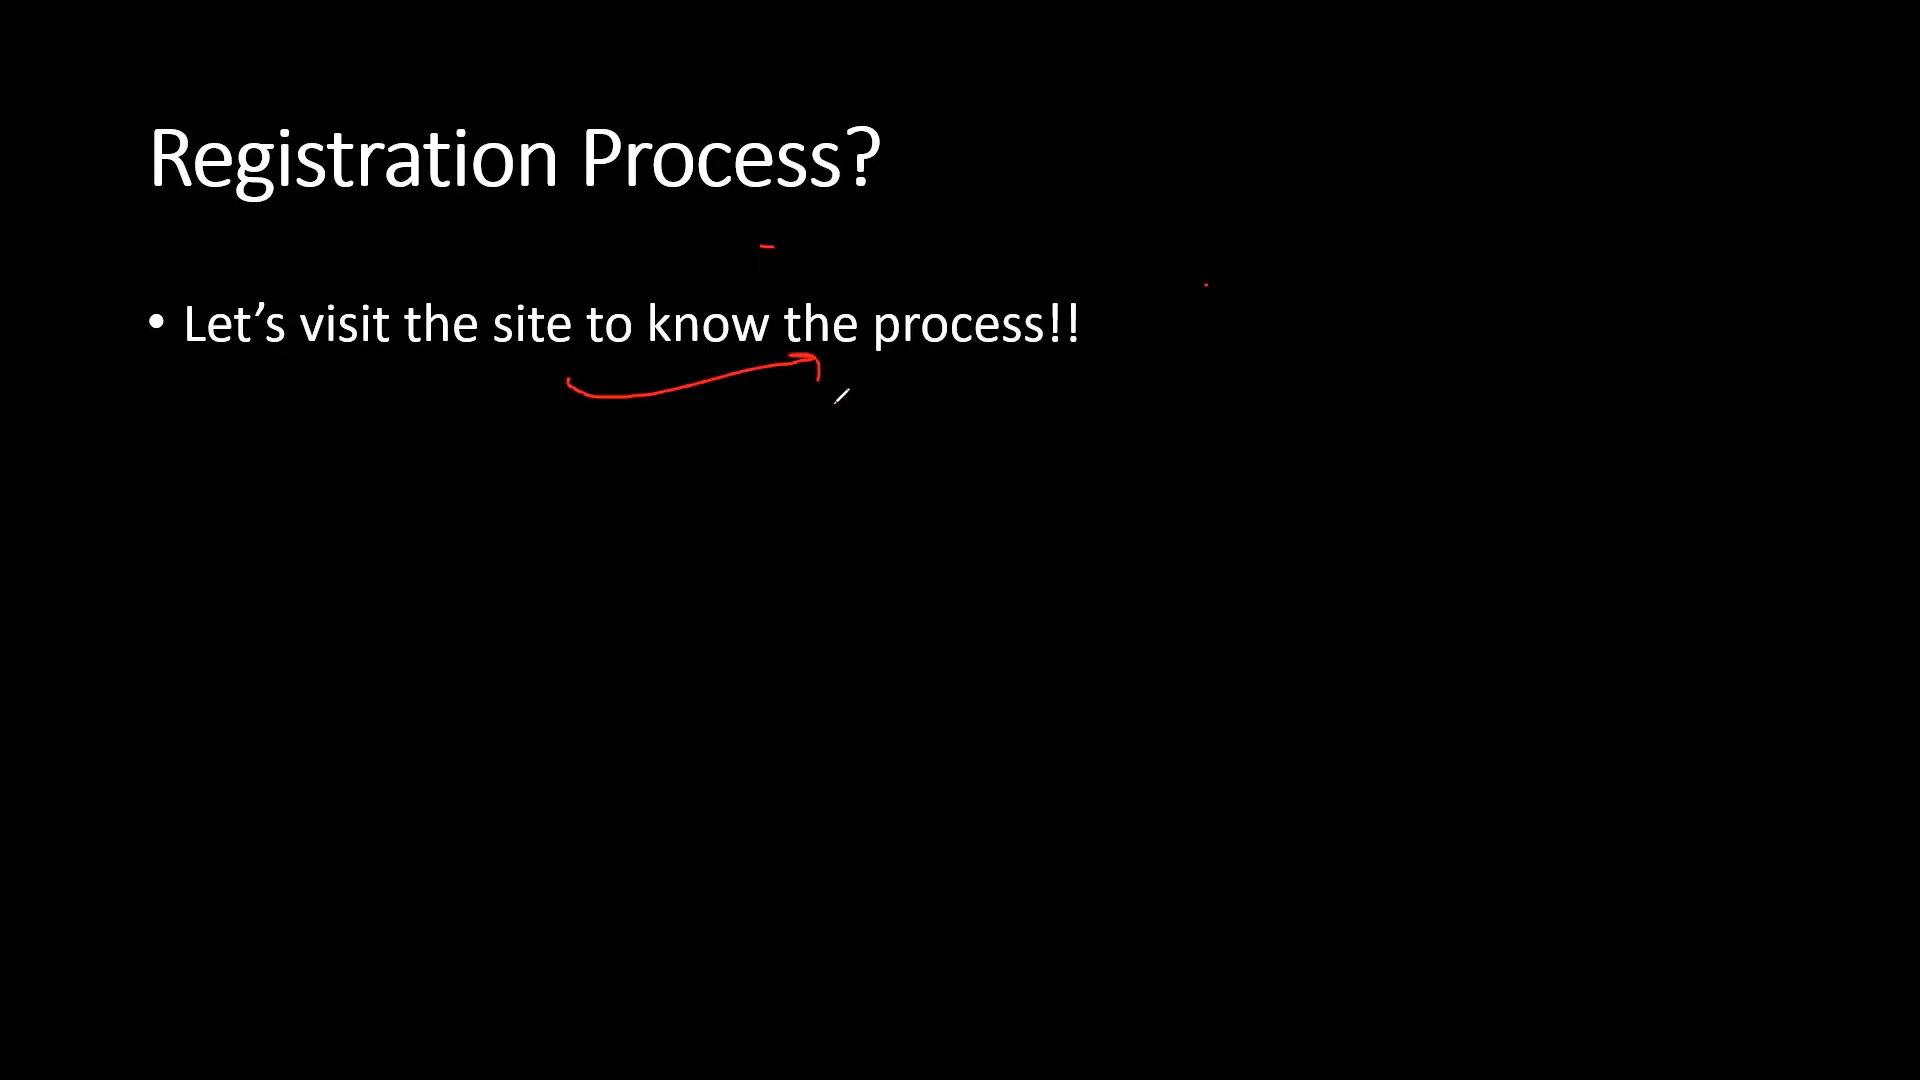 Registration Process?
• Let’s visit the site to know the process!!